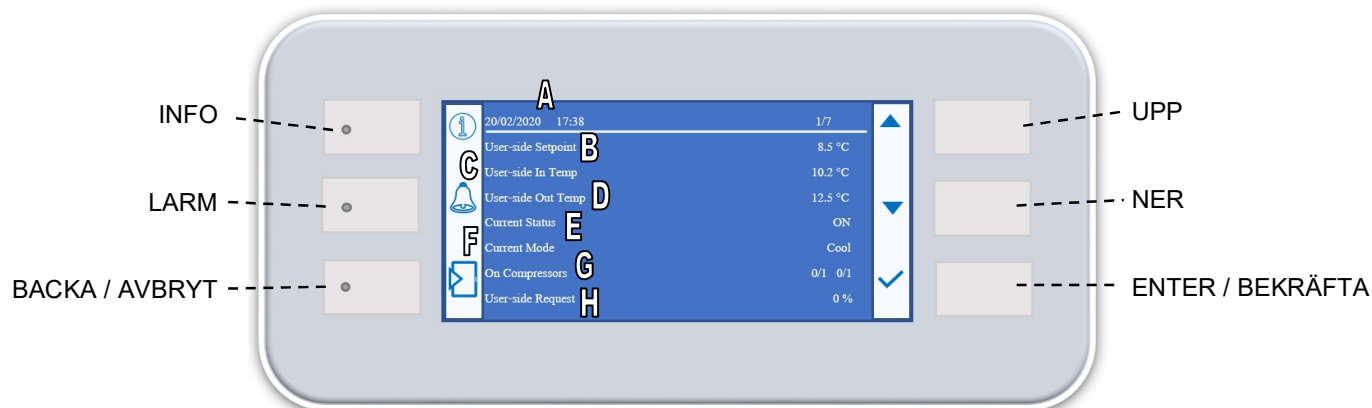 A
20/02/2020 17:38 1/7
User-side Setpoint B 8.5 °C
C User-side In Temp 10.2 °C
User-side Out Temp D 12.5 °C
Current Status E ON
F Current Mode Cool
On Compressors G 0/1 0/1
User-side Request H 0 %
INFO
LARM
BACKA / AVBRYT
UPP
NER
ENTER / BEKRÄFTA